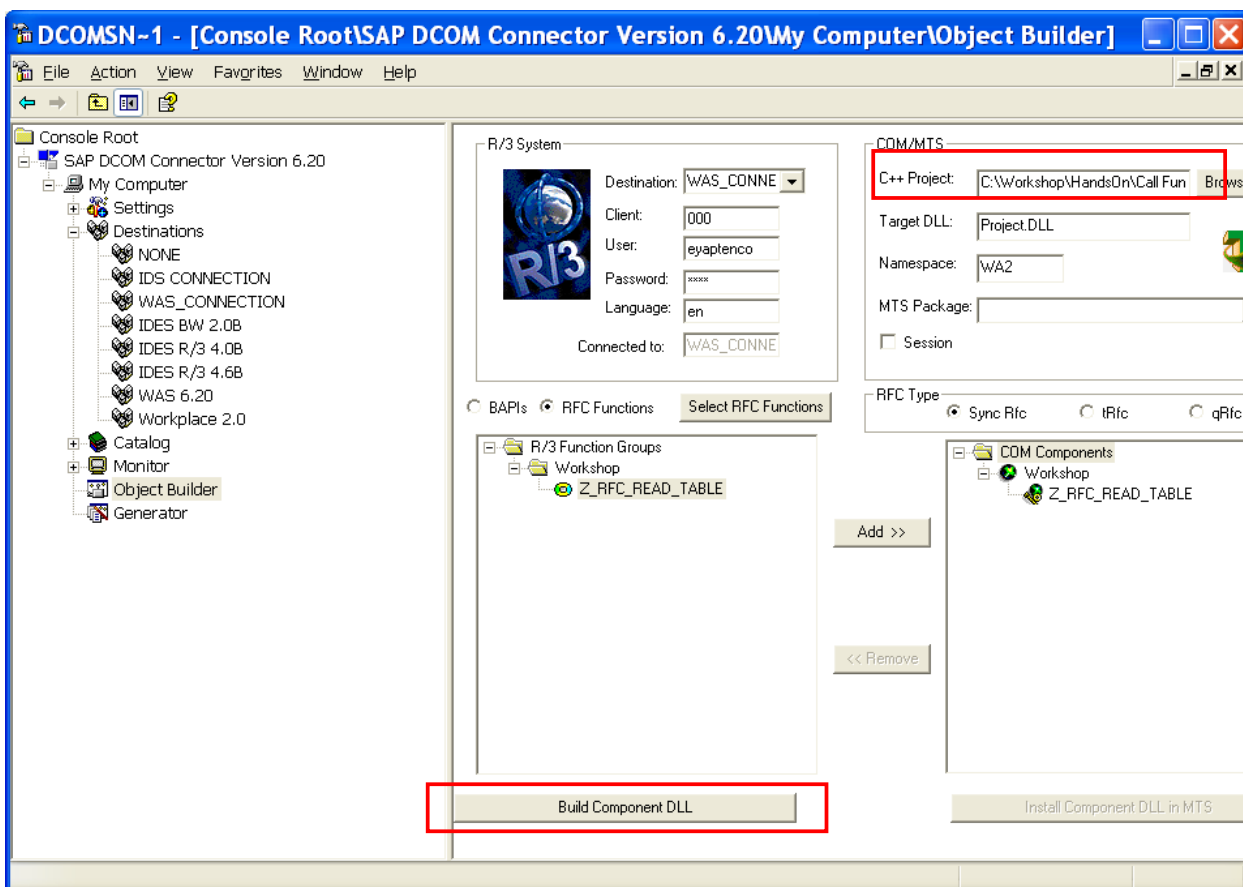 DCOMSN~1 - [Console Root\SAP DCOM Connector Version 6.20\My Computer\Object Builder]
File Action View Favorites Window Help
Console Root
SAP DCOM Connector Version 6.20
My Computer
Settings
Destinations
NONE
IDS CONNECTION
WAS_CONNECTION
IDES BW 2.0B
IDES R/3 4.0B
IDES R/3 4.6B
WAS 6.20
Workplace 2.0
Catalog
Monitor
Object Builder
Generator
R/3 System
R/3
Destination: WAS_CONNE
Client: 000
User: eyaptenco
Password: ****
Language: en
Connected to: WAS_CONNE
COM/MTS
C++ Project: C:\Workshop\HandsOn\Call Fun Brows
Target DLL: Project.DLL
Namespace: WA2
MTS Package:
Session
BAPIs RFC Functions Select RFC Functions
RFC Type
Sync Rfc tRfc qRfc
R/3 Function Groups
Workshop
Z_RFC_READ_TABLE
Add >>
<< Remove
COM Components
Workshop
Z_RFC_READ_TABLE
Build Component DLL
Install Component DLL in MTS